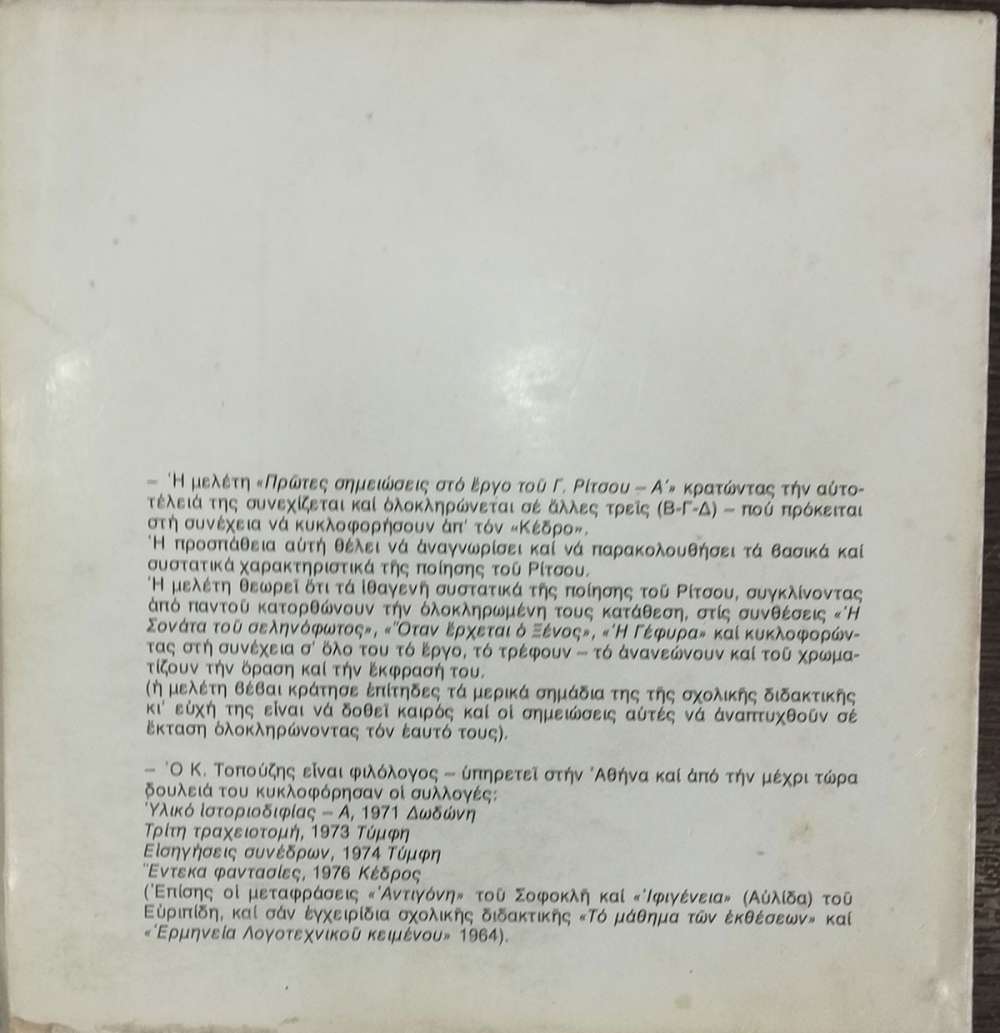 – Ἡ μελέτη «Πρῶτες σημειώσεις στό ἔργο τοῦ Γ. Ρίτσου – Α΄» κρατώντας τήν αὐτο-
τέλειά της συνεχίζεται καί ὁλοκληρώνεται σέ ἄλλες τρεῖς (Β-Γ-Δ) – πού πρόκειται
στή συνέχεια νά κυκλοφορήσουν ἀπ' τόν «Κέδρο».
Ἡ προσπάθεια αὐτή θέλει νά ἀναγνωρίσει καί νά παρακολουθήσει τά βασικά καί
συστατικά χαρακτηριστικά τῆς ποίησης τοῦ Ρίτσου.
Ἡ μελέτη θεωρεῖ ὅτι τά ἰθαγενῆ συστατικά τῆς ποίησης τοῦ Ρίτσου, συγκλίνοντας
ἀπό παντοῦ κατορθώνουν τήν ὁλοκληρωμένη τους κατάθεση, στίς συνθέσεις «Ἡ
Σονάτα τοῦ σεληνόφωτος», «Ὅταν ἔρχεται ὁ Ξένος», «Ἡ Γέφυρα» καί κυκλοφορών-
τας στή συνέχεια σ' ὅλο του τό ἔργο, τό τρέφουν – τό ἀνανεώνουν καί τοῦ χρωμα-
τίζουν τήν ὅραση καί τήν ἔκφρασή του.
(ἡ μελέτη βέβαι κράτησε ἐπίτηδες τά μερικά σημάδια της τῆς σχολικῆς διδακτικῆς
κι' εὐχή της εἶναι νά δοθεῖ καιρός καί οἱ σημειώσεις αὐτές νά ἀναπτυχθοῦν σέ
ἔκταση ὁλοκληρώνοντας τόν ἑαυτό τους).
– Ὁ Κ. Τοπούζης εἶναι φιλόλογος – ὑπηρετεῖ στήν Ἀθήνα καί ἀπό τήν μέχρι τώρα
δουλειά του κυκλοφόρησαν οἱ συλλογές:
Ὑλικό ἱστοριοδιφίας – Α, 1971 Δωδώνη
Τρίτη τραχειοτομή, 1973 Τύμφη
Εἰσηγήσεις συνέδρων, 1974 Τύμφη
Ἕντεκα φαντασίες, 1976 Κέδρος
(Ἐπίσης οἱ μεταφράσεις «Ἀντιγόνη» τοῦ Σοφοκλῆ καί «Ἰφιγένεια» (Αὐλίδα) τοῦ
Εὐριπίδη, καί σάν ἐγχειρίδια σχολικῆς διδακτικῆς «Τό μάθημα τῶν ἐκθέσεων» καί
«Ἑρμηνεία Λογοτεχνικοῦ κειμένου» 1964).